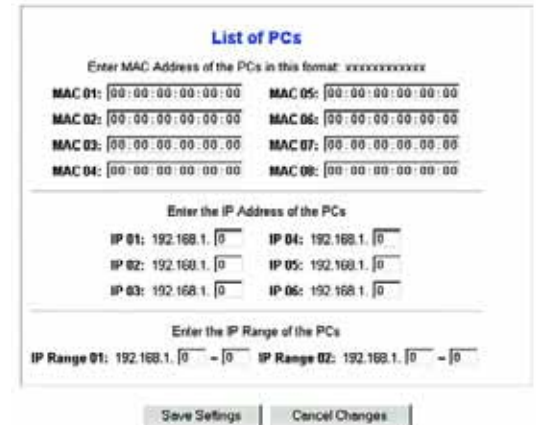 List of PCs
Enter MAC Address of the PCs in this format: xxxxxxxxxxxx
MAC 01: 00:00:00:00:00:00 MAC 05: 00:00:00:00:00:00
MAC 02: 00:00:00:00:00:00 MAC 06: 00:00:00:00:00:00
MAC 03: 00:00:00:00:00:00 MAC 07: 00:00:00:00:00:00
MAC 04: 00:00:00:00:00:00 MAC 08: 00:00:00:00:00:00
Enter the IP Address of the PCs
IP 01: 192.168.1. 0 IP 04: 192.168.1. 0
IP 02: 192.168.1. 0 IP 05: 192.168.1. 0
IP 03: 192.168.1. 0 IP 06: 192.168.1. 0
Enter the IP Range of the PCs
IP Range 01: 192.168.1. 0 ~ 0 IP Range 02: 192.168.1. 0 ~ 0
Save Settings Cancel Changes